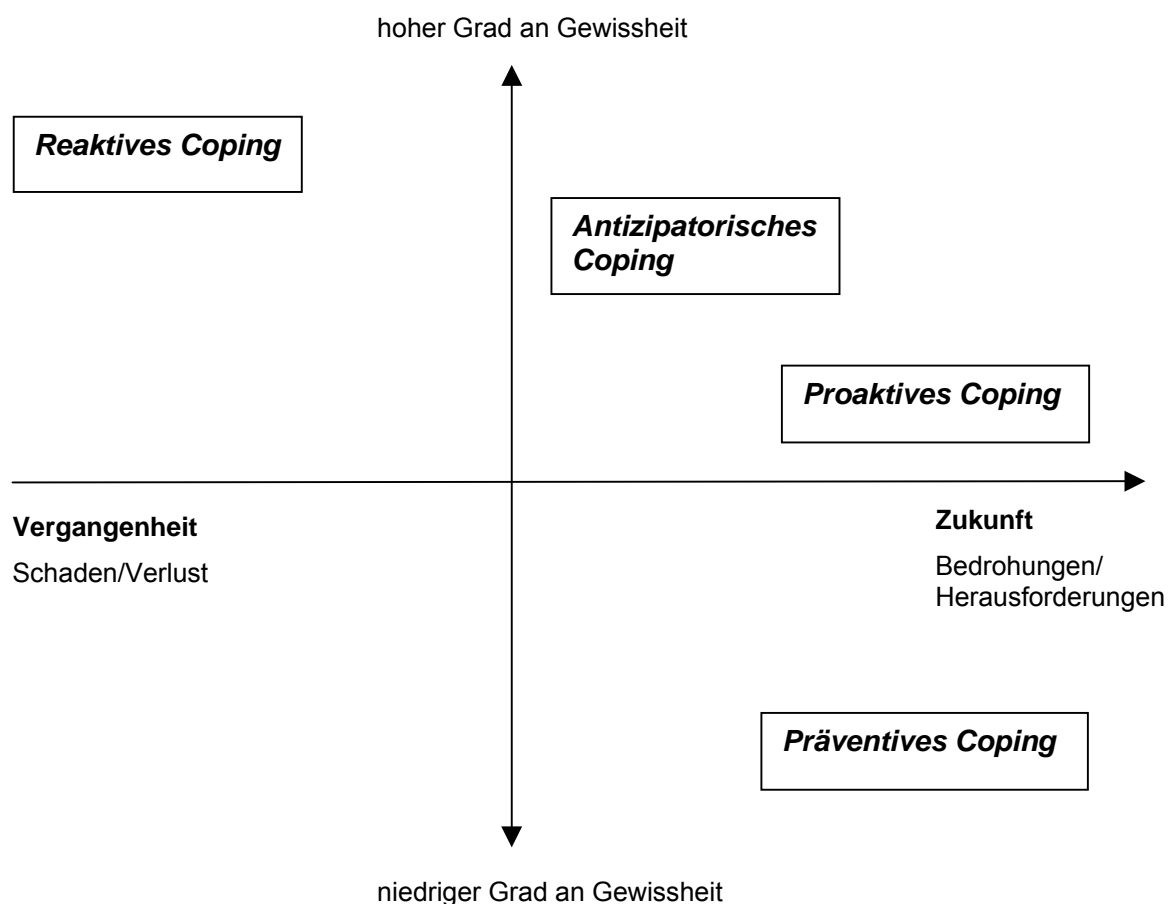 hoher Grad an Gewissheit
Reaktives Coping
Antizipatorisches
Coping
Proaktives Coping
Vergangenheit
Schaden/Verlust
Zukunft
Bedrohungen/
Herausforderungen
Präventives Coping
niedriger Grad an Gewissheit